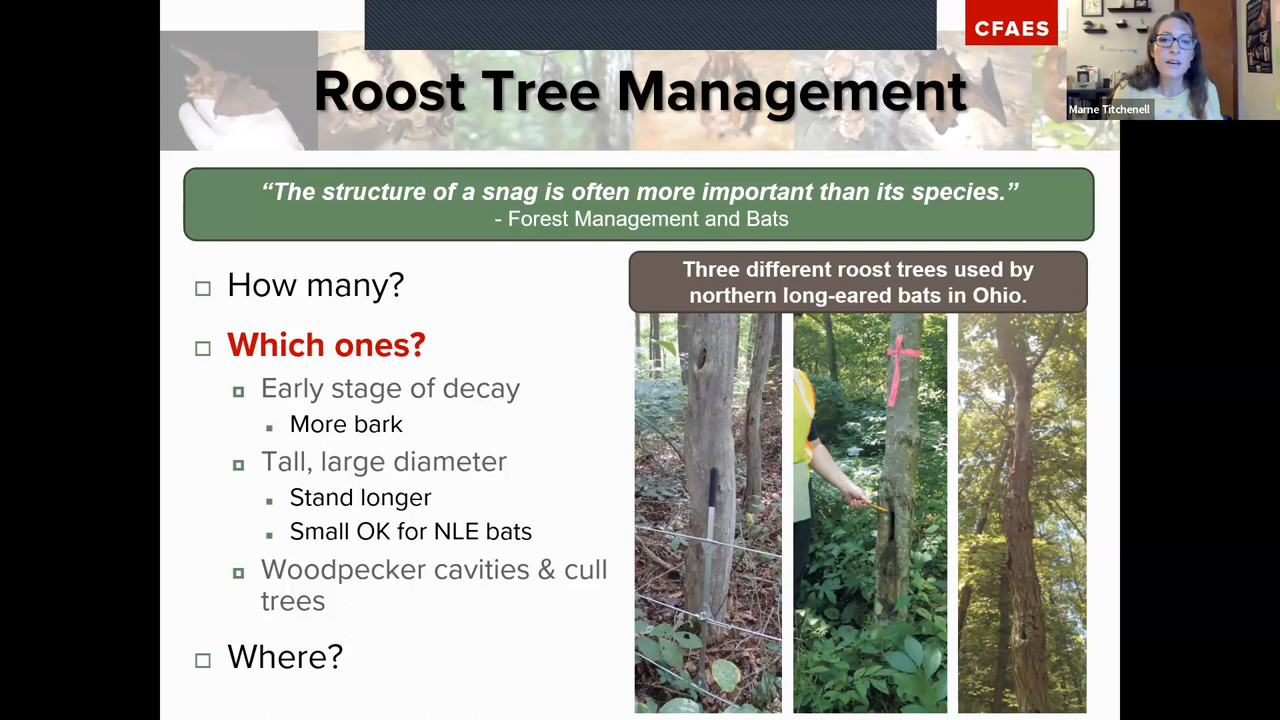 CFAES
Roost Tree Management
Marne Titchenell
“The structure of a snag is often more important than its species.”
- Forest Management and Bats
How many?
Which ones?
Early stage of decay
More bark
Tall, large diameter
Stand longer
Small OK for NLE bats
Woodpecker cavities & cull
trees
Where?
Three different roost trees used by
northern long-eared bats in Ohio.